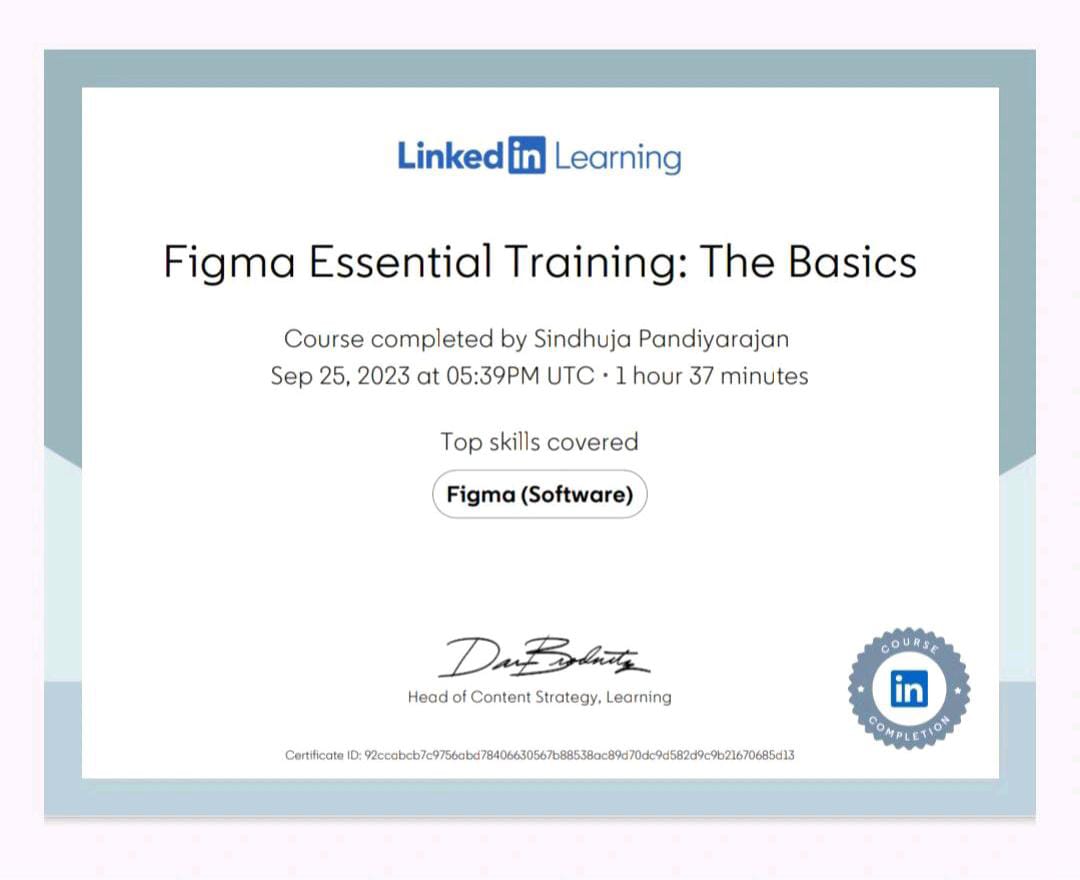 Linked in Learning
Figma Essential Training: The Basics
Course completed by Sindhuja Pandiyarajan
Sep 25, 2023 at 05:39PM UTC • 1 hour 37 minutes
Top skills covered
Figma (Software)
Dan Brodnitz
Head of Content Strategy, Learning
COURSE
in
COMPLETION
Certificate ID: 92ccabcb7c9756abd78406630567b88538ac89d70dc9d582d9c9b21670685d13